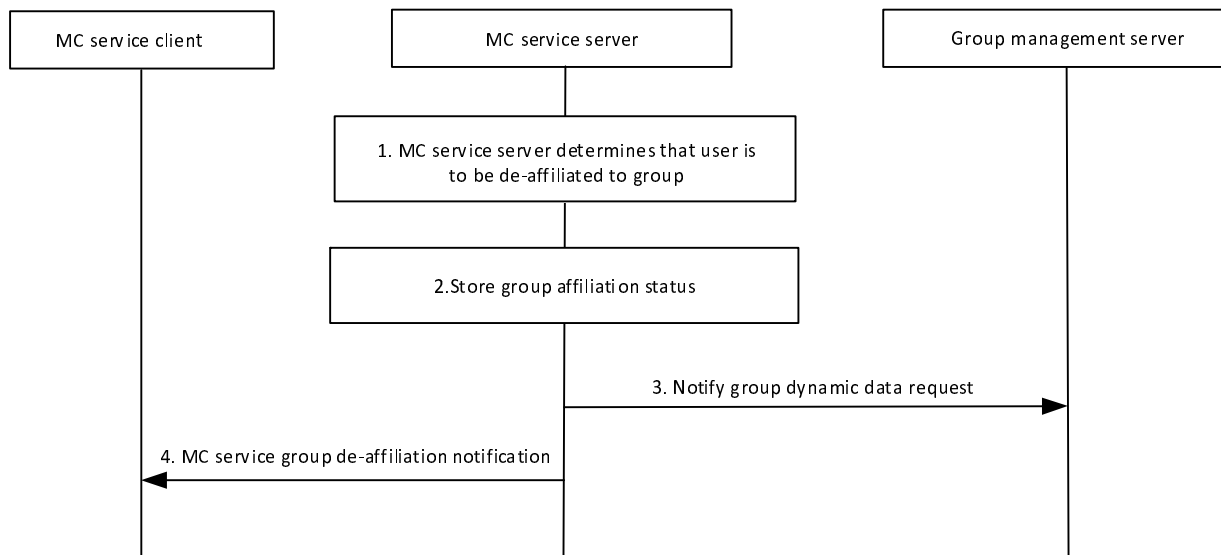 MC service client
MC service server
Group management server
1. MC service server determines that user is
to be de-affiliated to group
2.Store group affiliation status
3. Notify group dynamic data request
4. MC service group de-affiliation notification